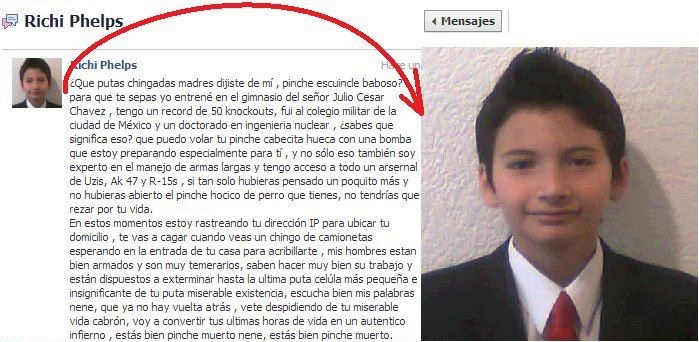 Richi Phelps
Mensajes
Richi Phelps
Hace un
¿Que putas chingadas madres dijiste de mí , pinche escuincle baboso?
para que te sepas yo entrené en el gimnasio del señor Julio Cesar
Chavez , tengo un record de 50 knockouts, fui al colegio militar de la
ciudad de México y un doctorado en ingenieria nuclear , ¿sabes que
significa eso? que puedo volar tu pinche cabecita hueca con una bomba
que estoy preparando especialmente para tí , y no sólo eso también soy
experto en el manejo de armas largas y tengo acceso a todo un arsernal
de Uzis, Ak 47 y R-15s , si tan solo hubieras pensado un poquito más y
no hubieras abierto el pinche hocico de perro que tienes, no tendrías que
rezar por tu vida.
En estos momentos estoy rastreando tu dirección IP para ubicar tu
domicilio , te vas a cagar cuando veas un chingo de camionetas
esperando en la entrada de tu casa para acribillarte , mis hombres estan
bien armados y son muy temerarios, saben hacer muy bien su trabajo y
están dispuestos a exterminar hasta la ultima puta celúla más pequeña e
insignificante de tu puta miserable existencia, escucha bien mis palabras
nene, que ya no hay vuelta atrás , vete despidiendo de tu miserable
vida cabrón, voy a convertir tus ultimas horas de vida en un autentico
infierno , estás bien pinche muerto nene, estás bien pinche muerto.